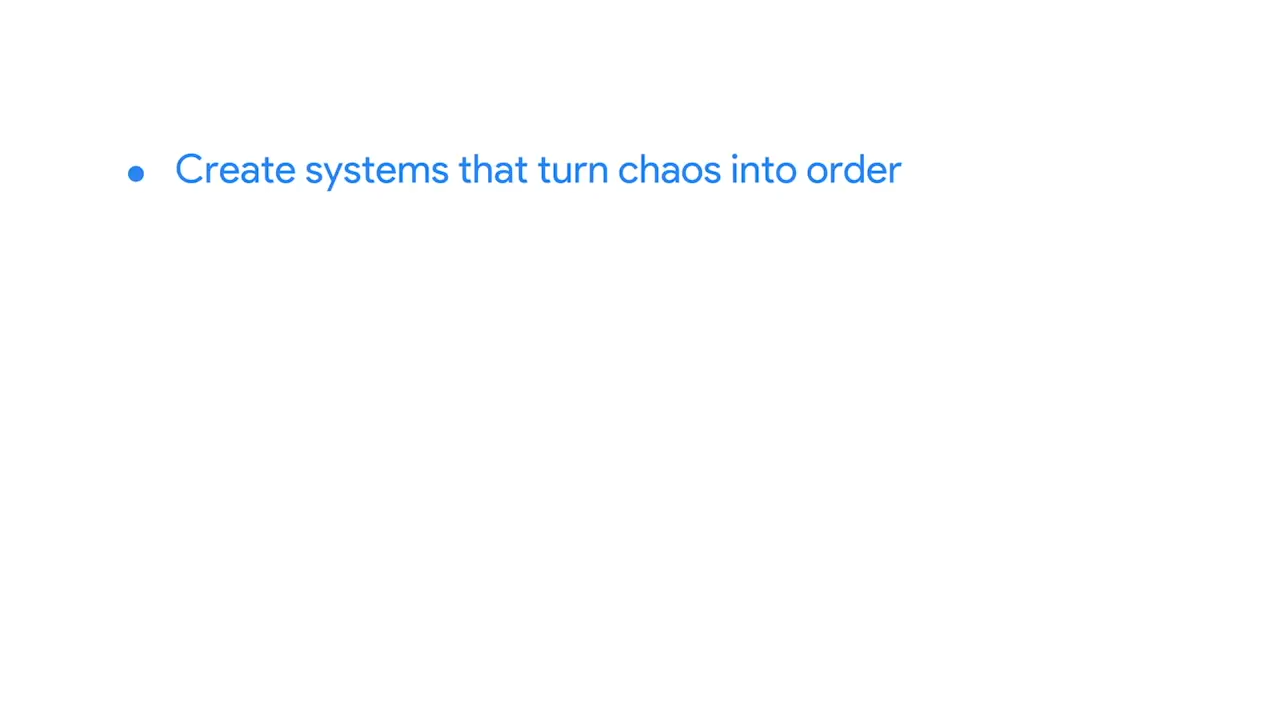 • Create systems that turn chaos into order